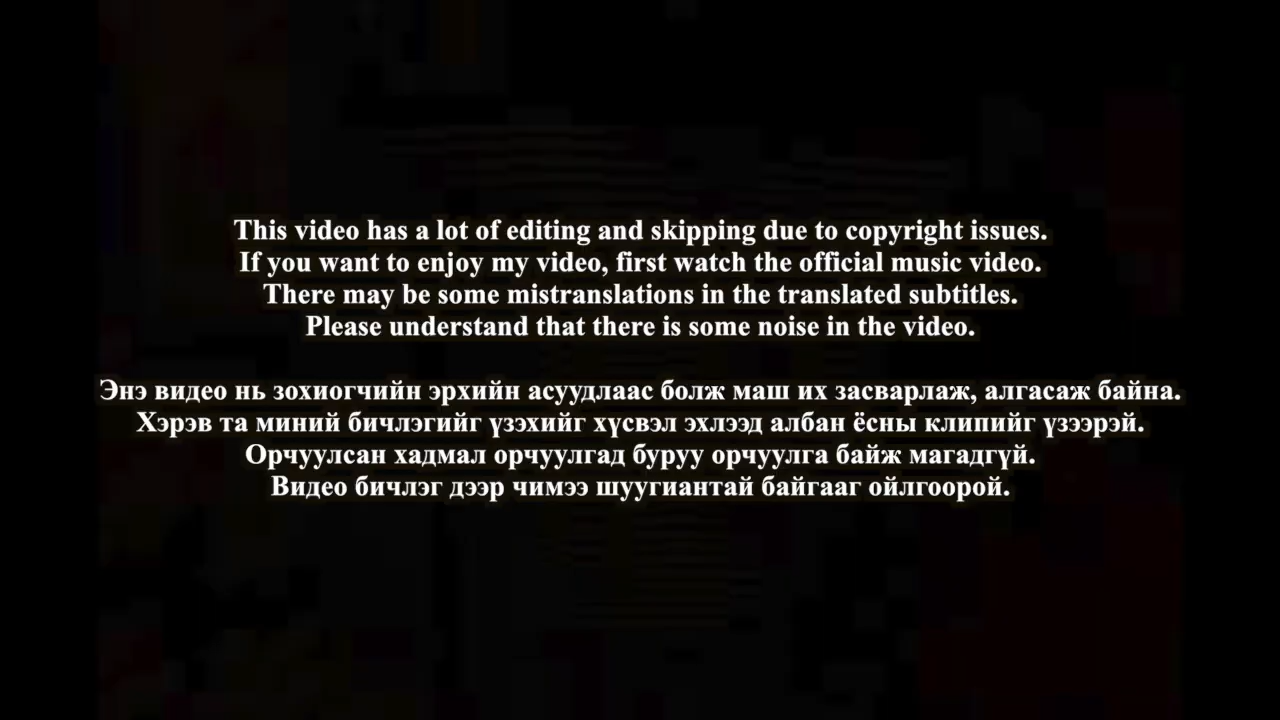 This video has a lot of editing and skipping due to copyright issues.
If you want to enjoy my video, first watch the official music video.
There may be some mistranslations in the translated subtitles.
Please understand that there is some noise in the video.
Энэ видео нь зохиогчийн эрхийн асуудлаас болж маш их засварлаж, алгасаж байна.
Хэрэв та миний бичлэгийг үзэхийг хүсвэл эхлээд албан ёсны клипийг үзээрэй.
Орчуулсан хадмал орчуулгад буруу орчуулга байж магадгүй.
Видео бичлэг дээр чимээ шуугиантай байгааг ойлгоорой.